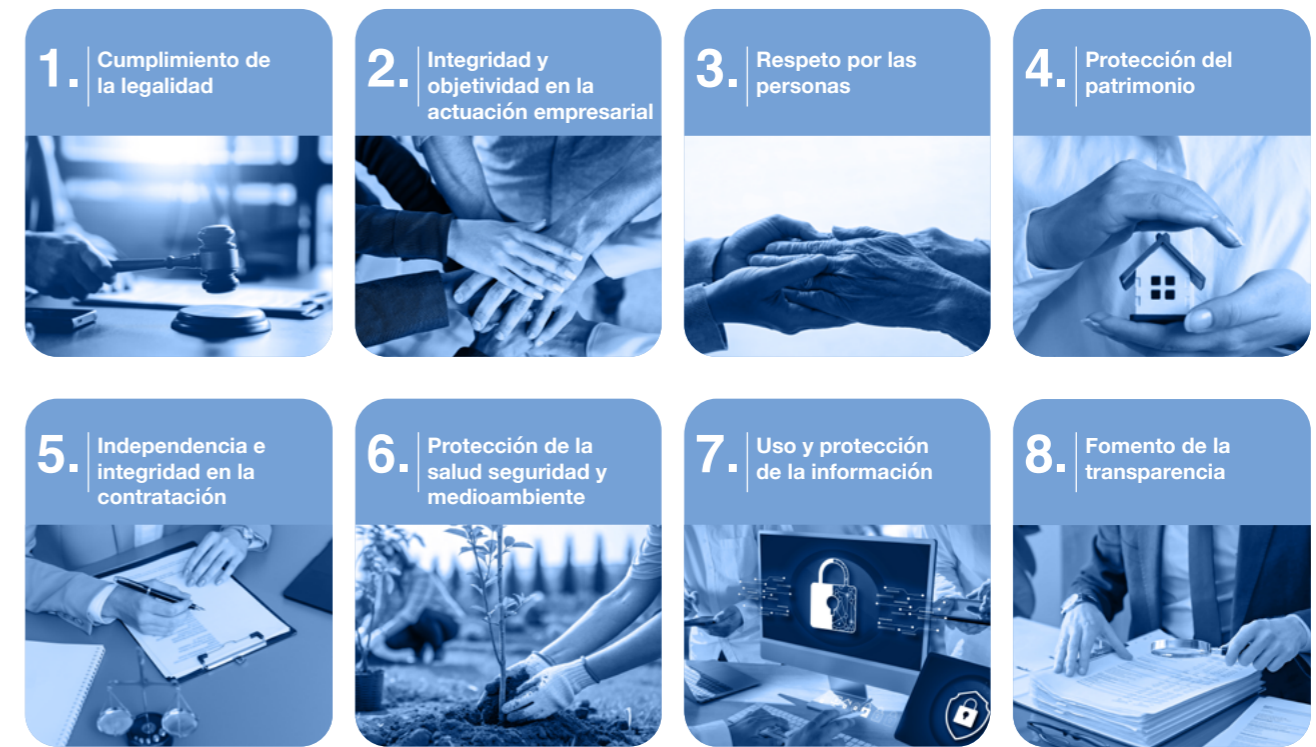 1. Cumplimiento de
la legalidad
2. Integridad y
objetividad en la
actuación empresarial
3. Respeto por las
personas
4. Protección del
patrimonio
5. Independencia e
integridad en la
contratación
6. Protección de la
salud seguridad y
medioambiente
7. Uso y protección
de la información
8. Fomento de la
transparencia